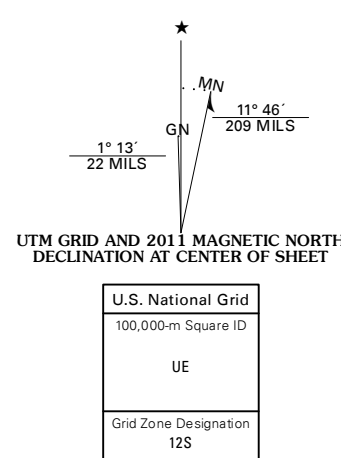 ★
MN
GN
11° 46´
209 MILS
1° 13´
22 MILS
UTM GRID AND 2011 MAGNETIC NORTH
DECLINATION AT CENTER OF SHEET
U.S. National Grid
100,000-m Square ID
UE
Grid Zone Designation
12S